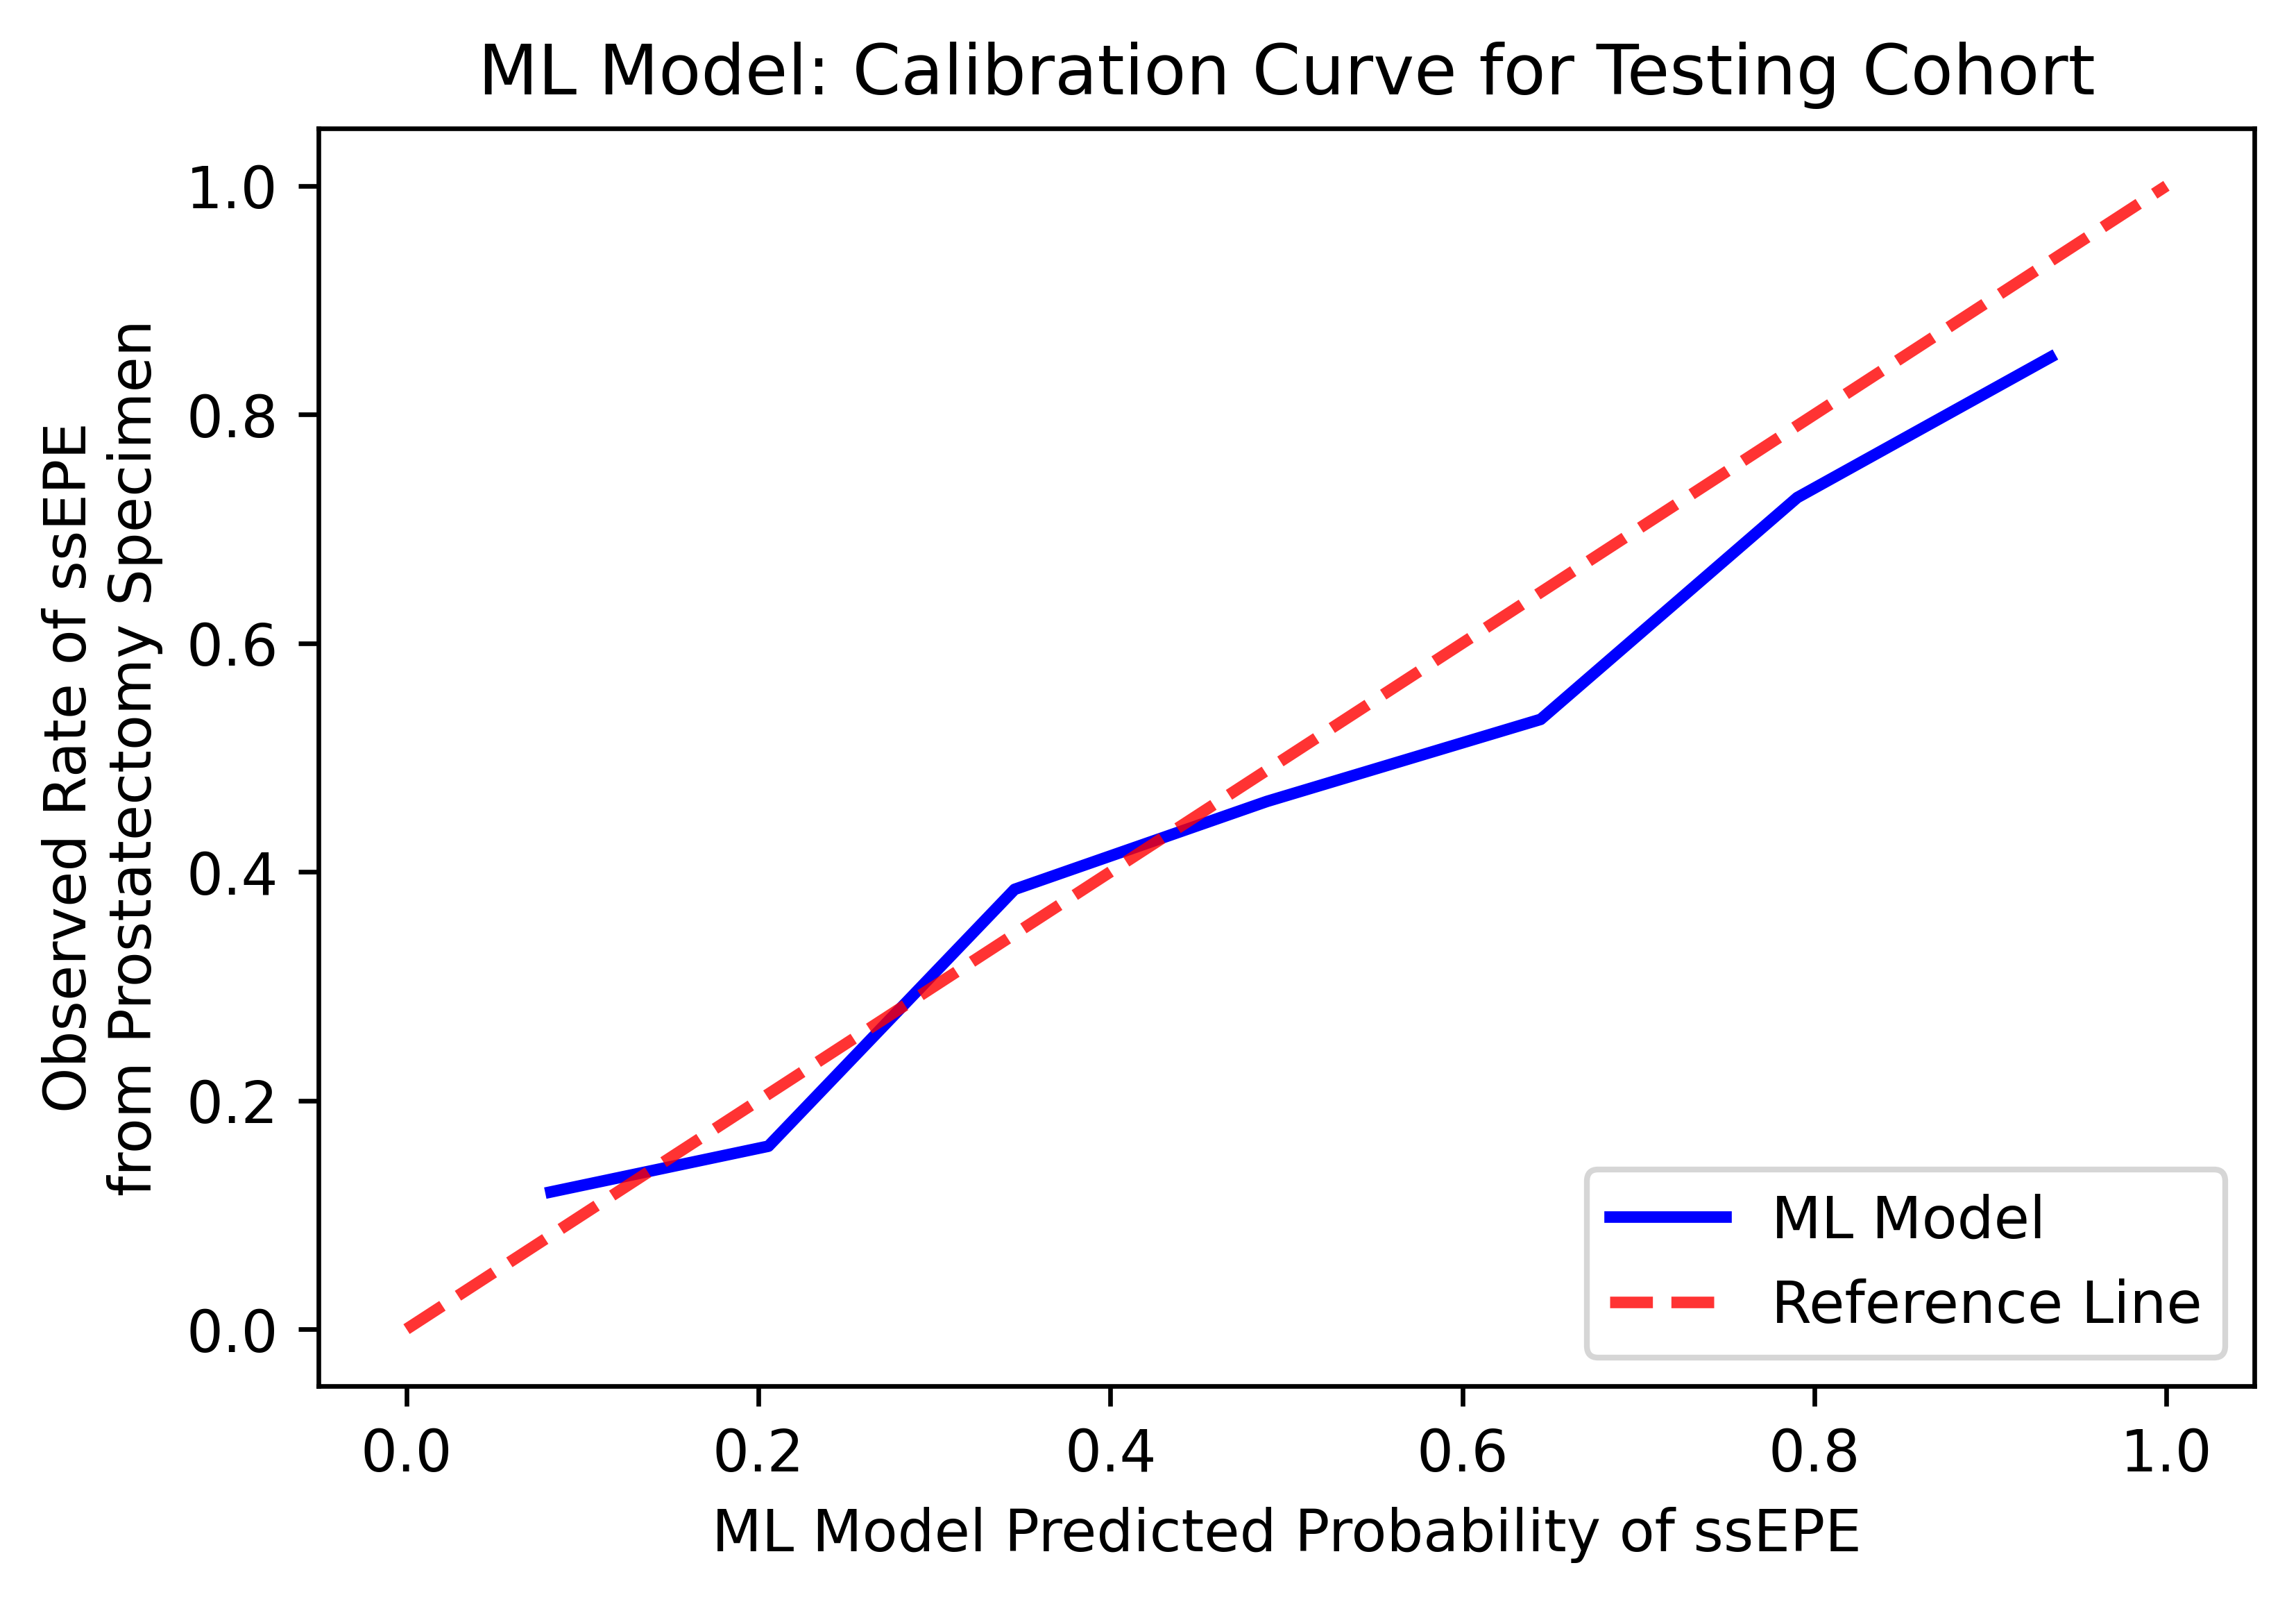 ML Model: Calibration Curve for Testing Cohort
Observed Rate of ssEPE
from Prostatectomy Specimen
1.0
0.8
0.6
0.4
0.2
0.0
ML Model
Reference Line
0.0 0.2 0.4 0.6 0.8 1.0
ML Model Predicted Probability of ssEPE